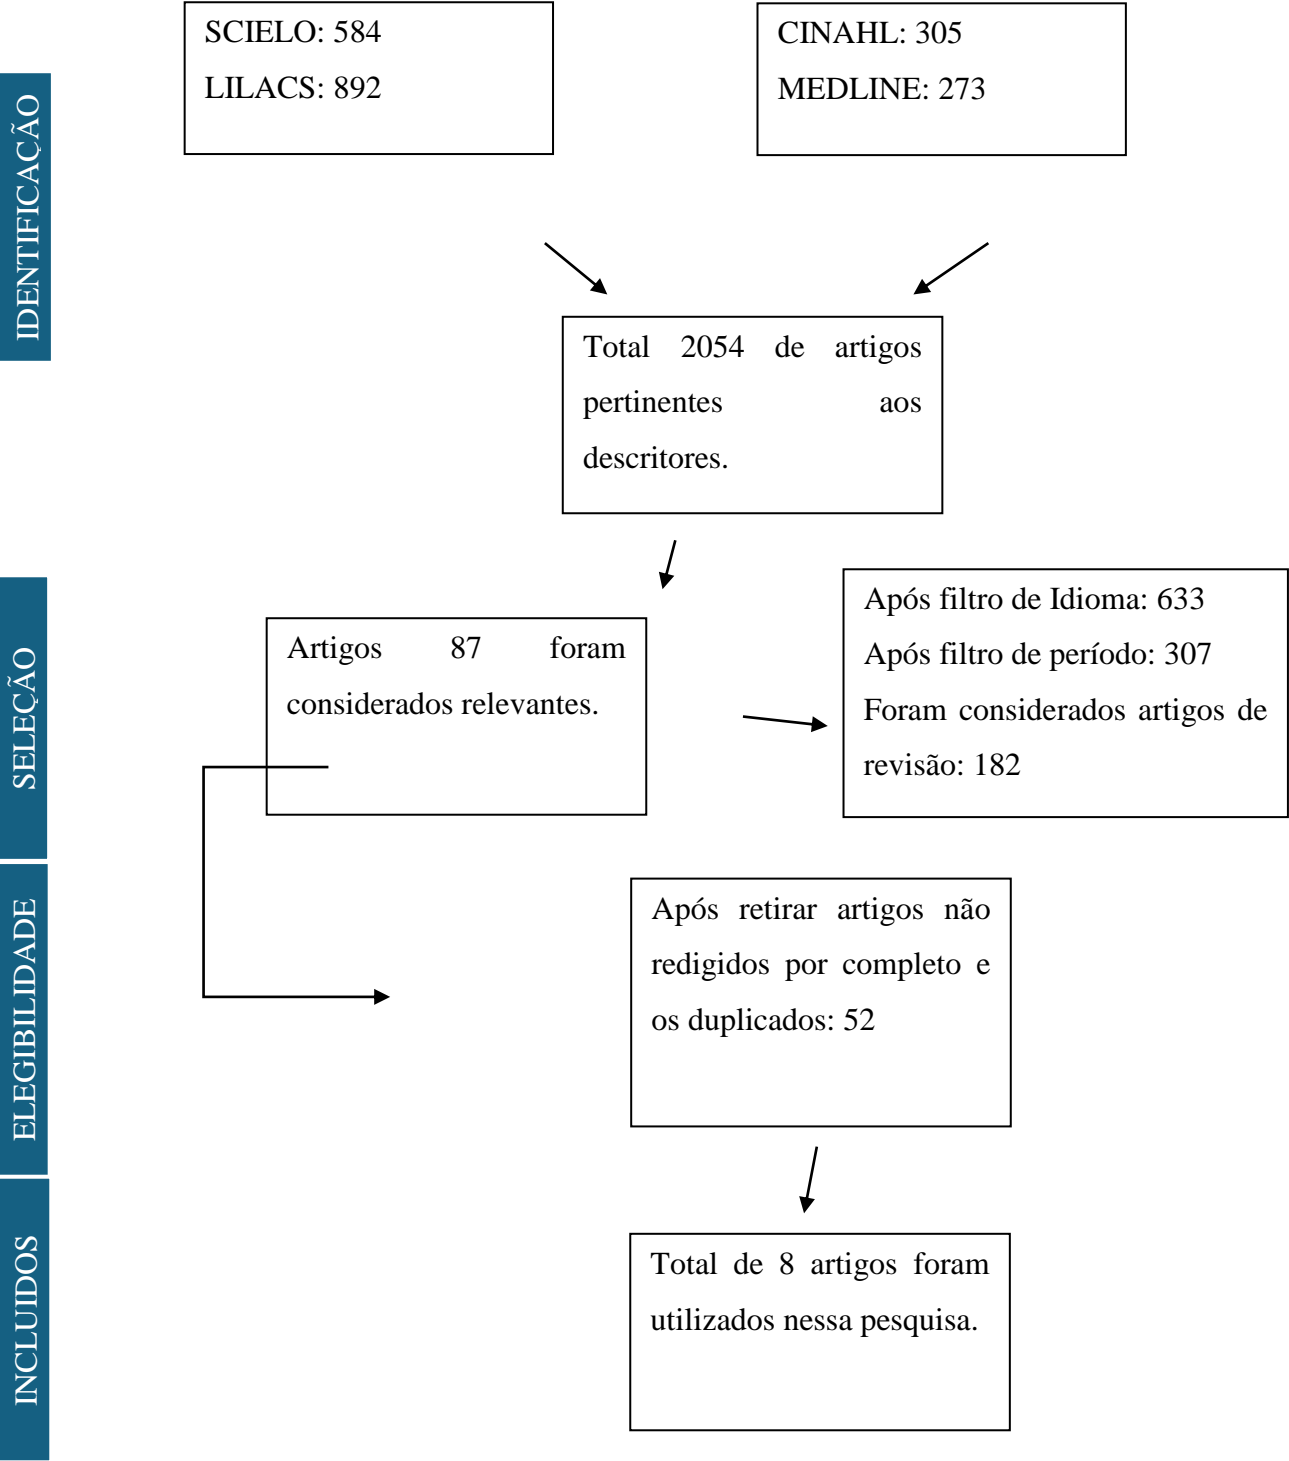 IDENTIFICAÇÃO
SCIELO: 584
LILACS: 892
CINAHL: 305
MEDLINE: 273
Total 2054 de artigos
pertinentes aos
descritores.
SELEÇÃO
Artigos 87 foram
considerados relevantes.
Após filtro de Idioma: 633
Após filtro de período: 307
Foram considerados artigos de
revisão: 182
ELEGIBILIDADE
Após retirar artigos não
redigidos por completo e
os duplicados: 52
INCLUIDOS
Total de 8 artigos foram
utilizados nessa pesquisa.